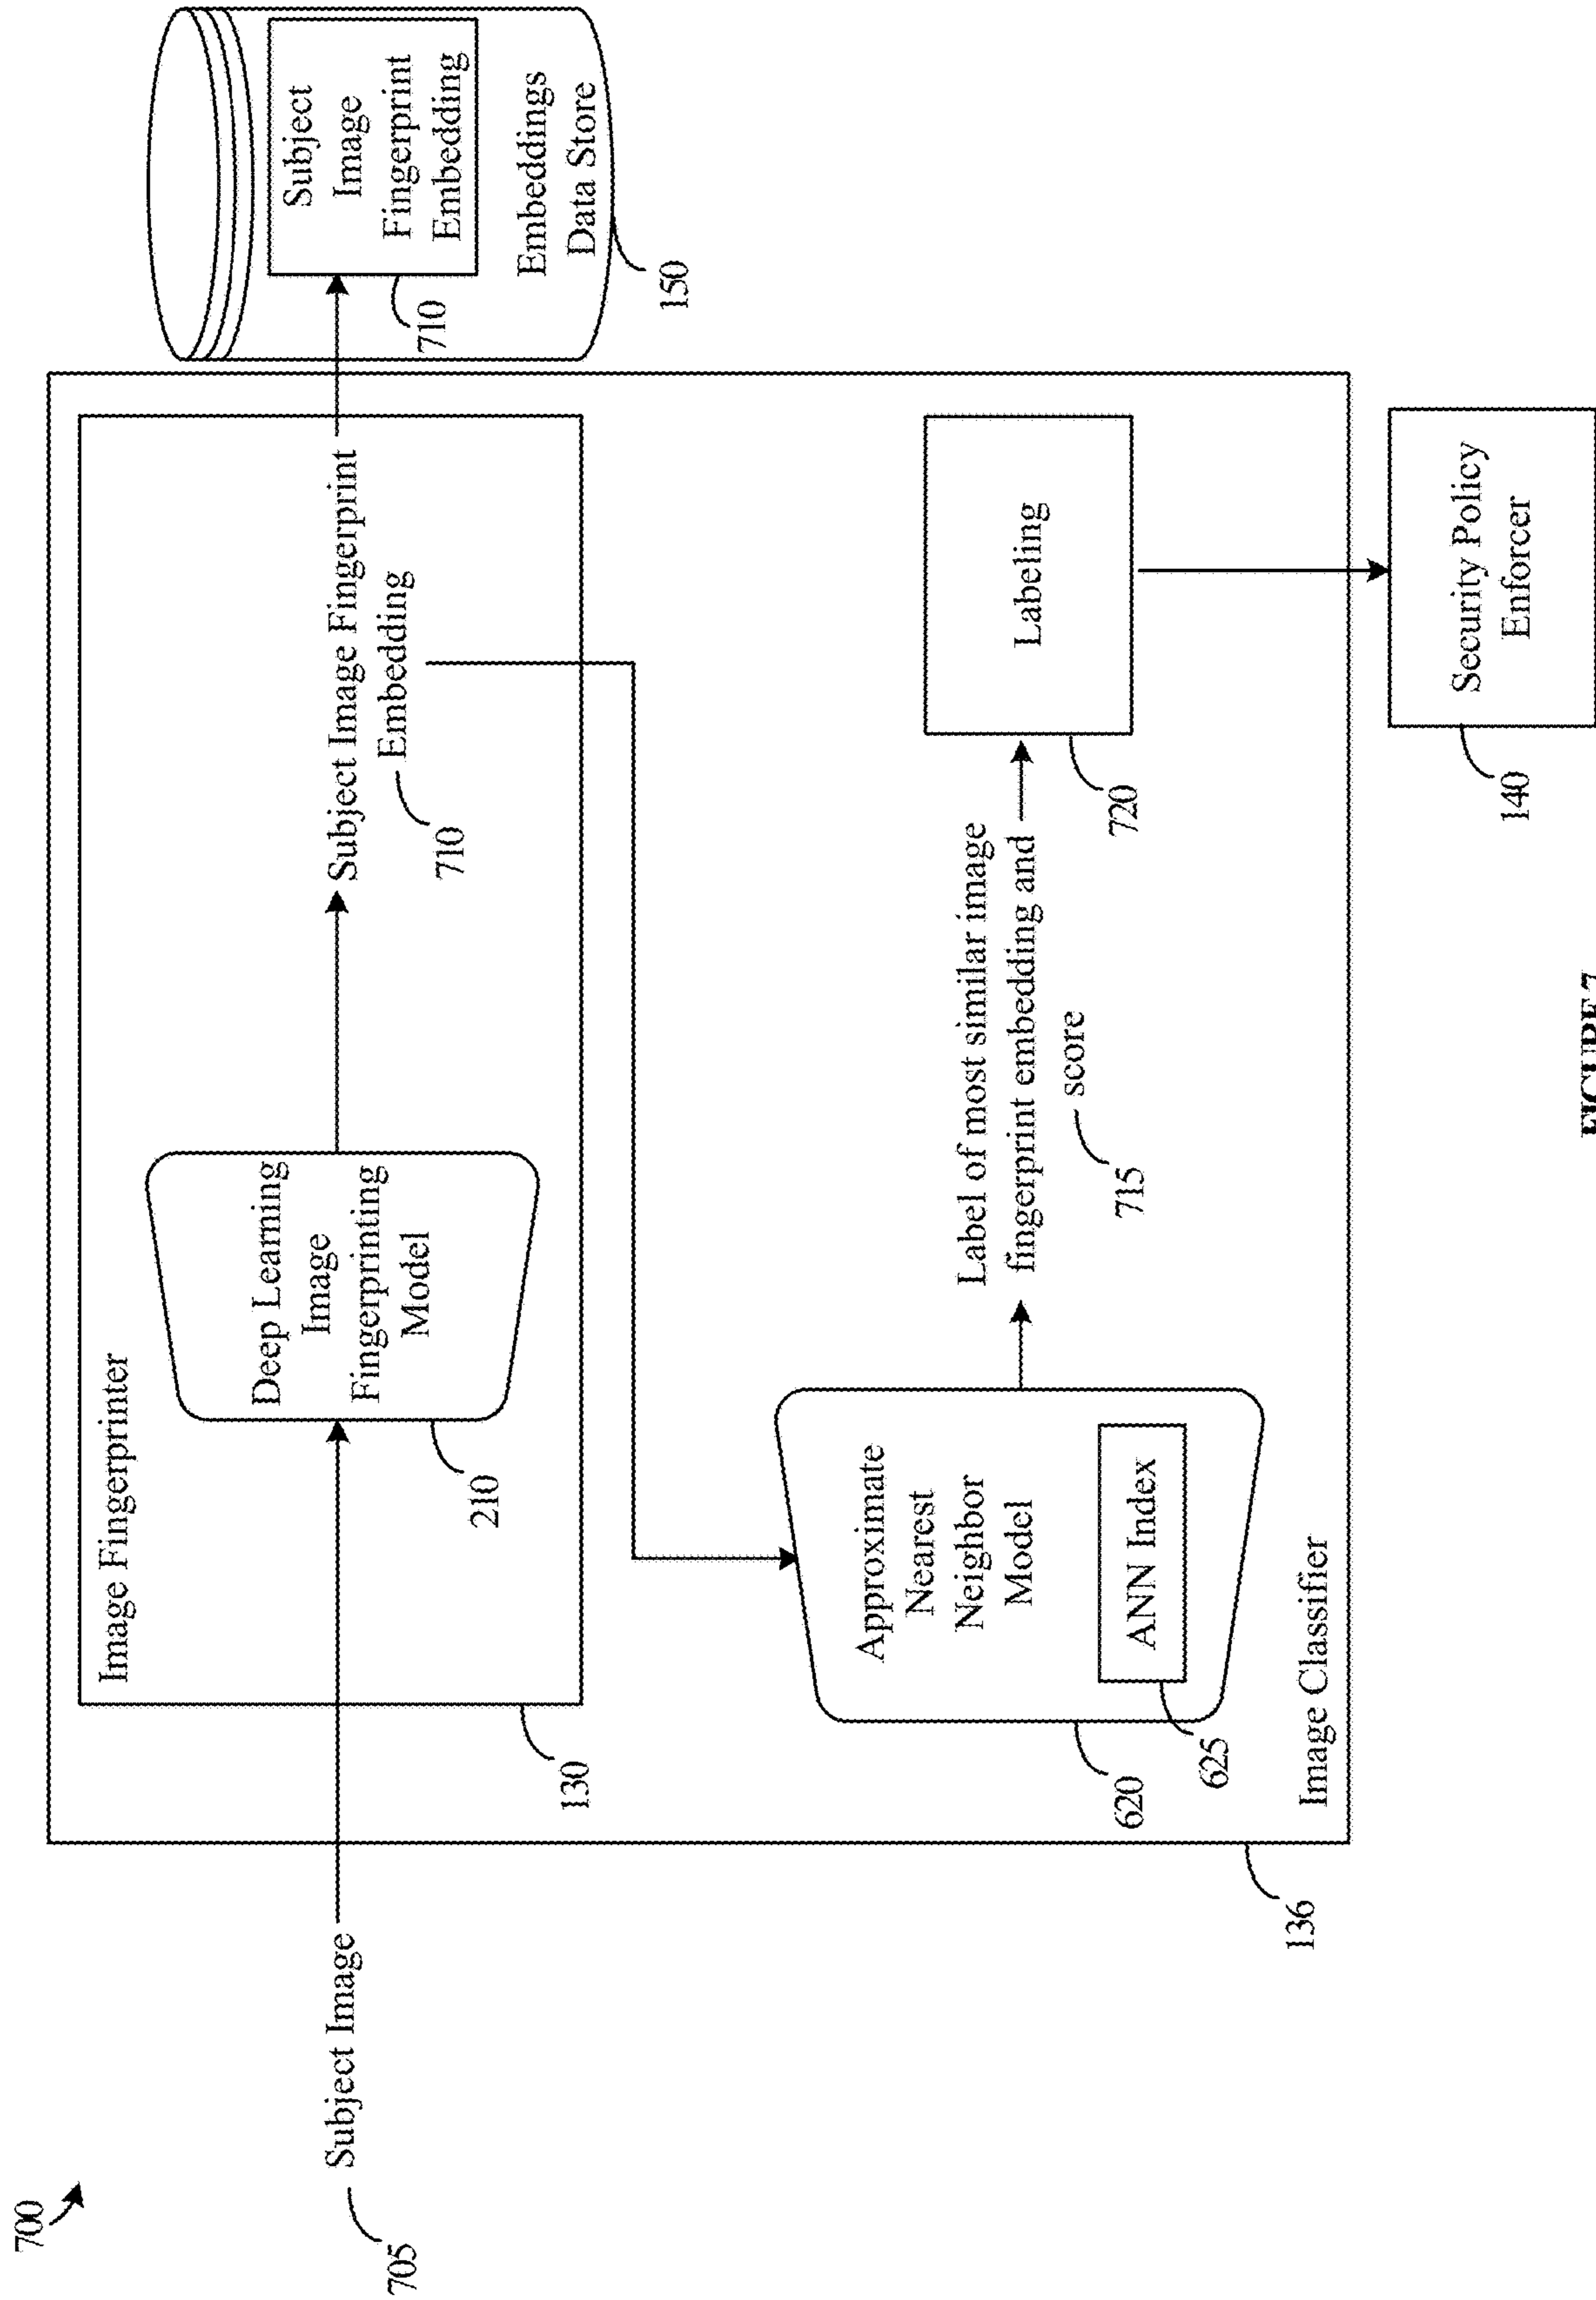 700
Subject Image
705
Image Fingerprinter
Deep Learning
Image
Fingerprinting
Model
210
Subject Image Fingerprint
Embedding
710
130
Subject
Image
Fingerprint
Embedding
710
Embeddings
Data Store
150
Approximate
Nearest
Neighbor
Model
ANN Index
625
620
Label of most similar image
fingerprint embedding and
score
715
Labeling
720
Image Classifier
136
Security Policy
Enforcer
140
FIGURE 7